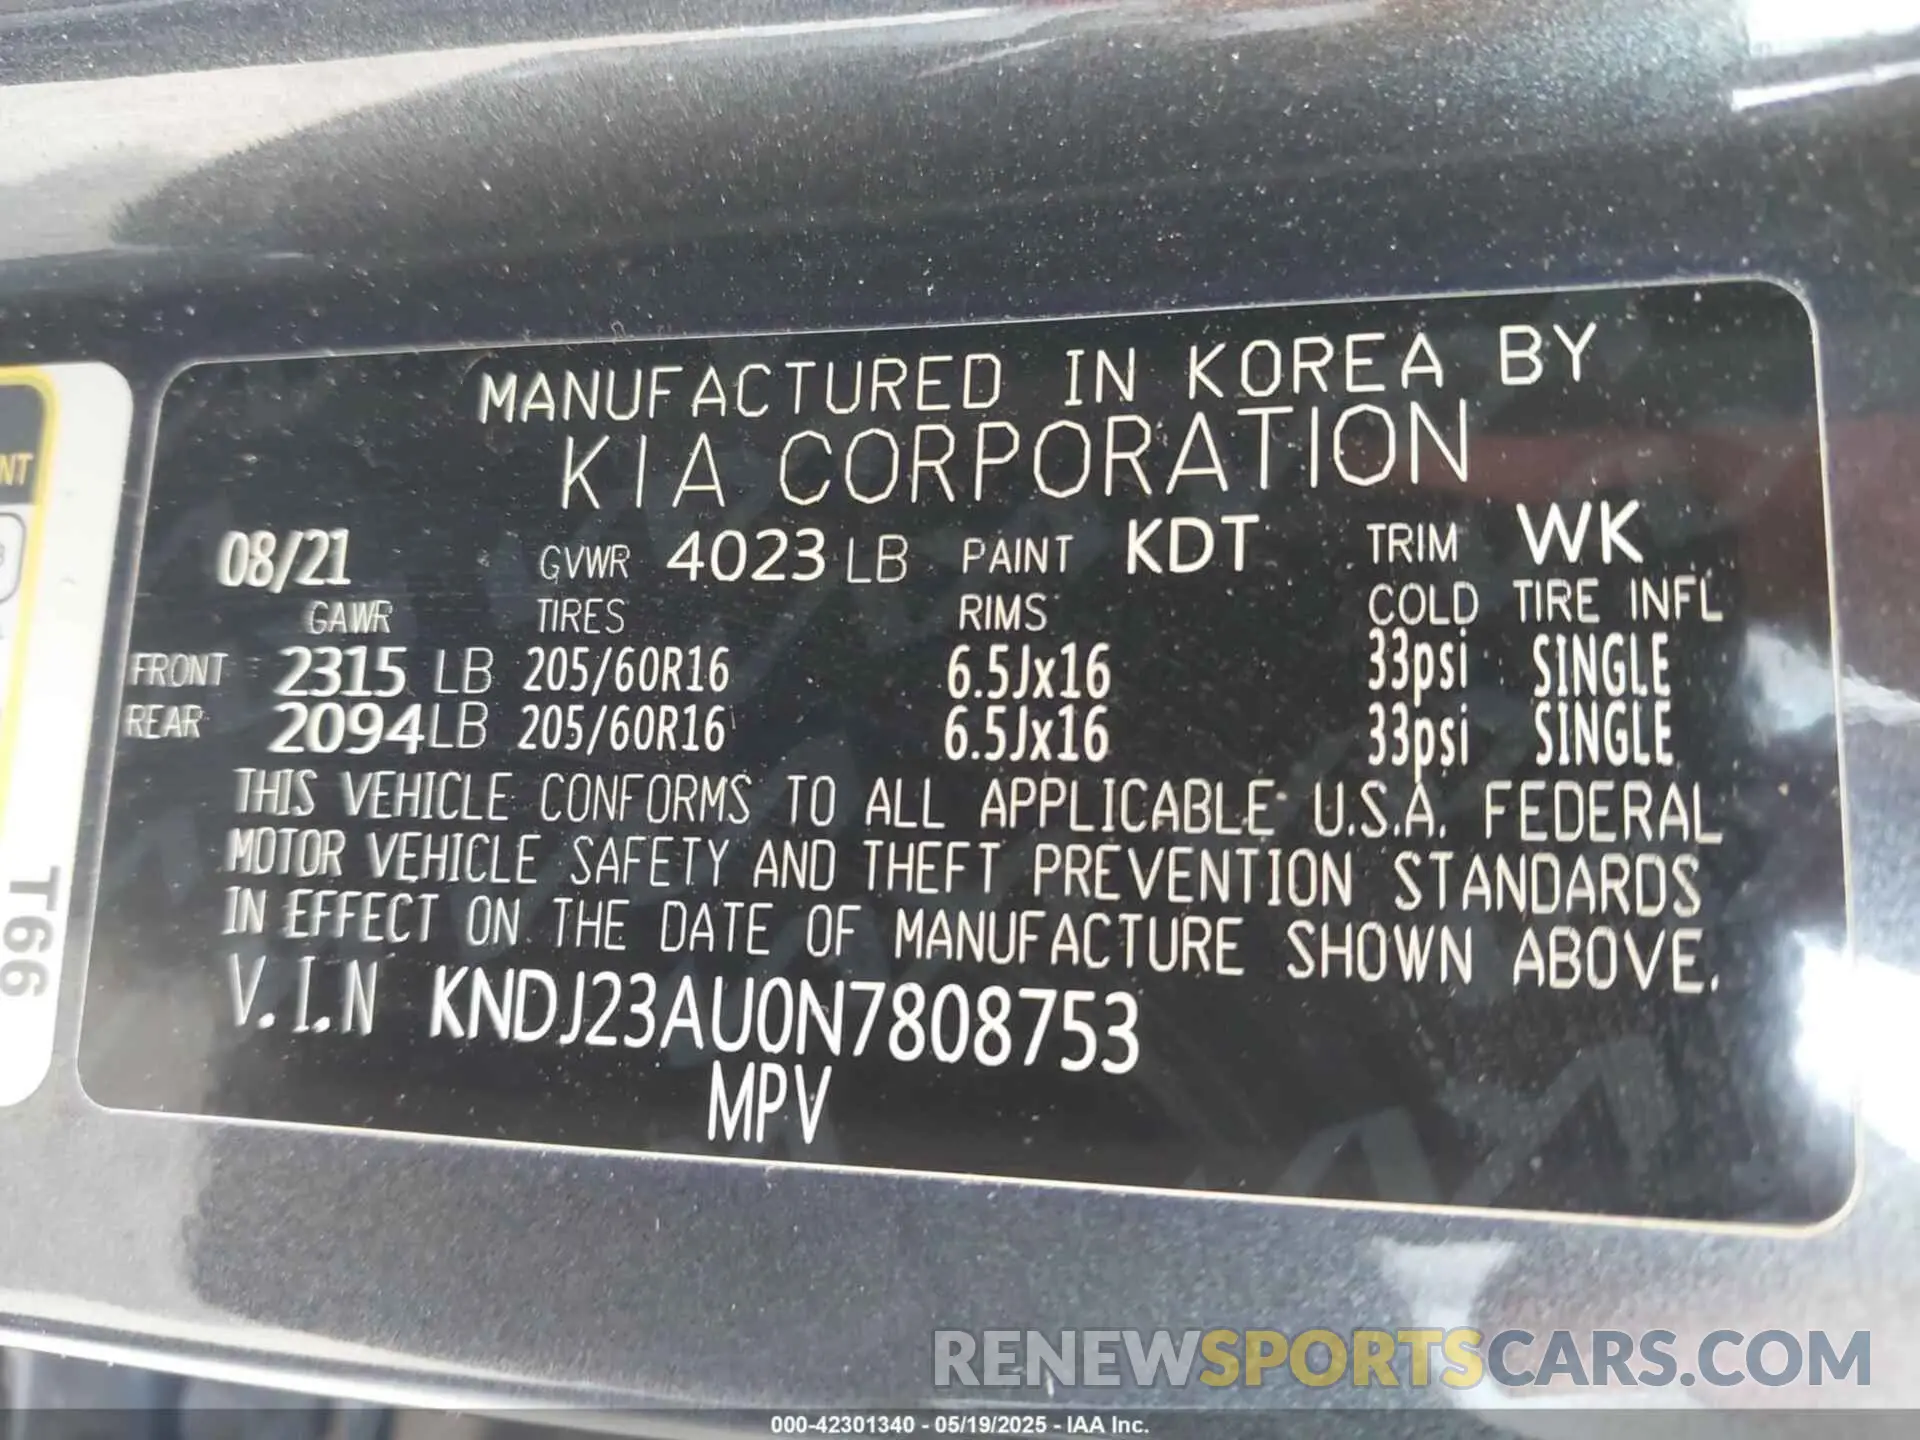 MANUFACTURED IN KOREA BY
KIA CORPORATION
08/21 GVWR 4023 LB PAINT KDT TRIM WK
GAWR TIRES RIMS COLD TIRE INFL
FRONT 2315 LB 205/60R16 6.5Jx16 33psi SINGLE
REAR 2094 LB 205/60R16 6.5Jx16 33psi SINGLE
THIS VEHICLE CONFORMS TO ALL APPLICABLE U.S.A. FEDERAL
MOTOR VEHICLE SAFETY AND THEFT PREVENTION STANDARDS
IN EFFECT ON THE DATE OF MANUFACTURE SHOWN ABOVE.
V.I.N KNDJ23AU0N7808753
MPV
T66
RENEWSPORTSCARS.COM
000-42301340 - 05/19/2025 - IAA Inc.